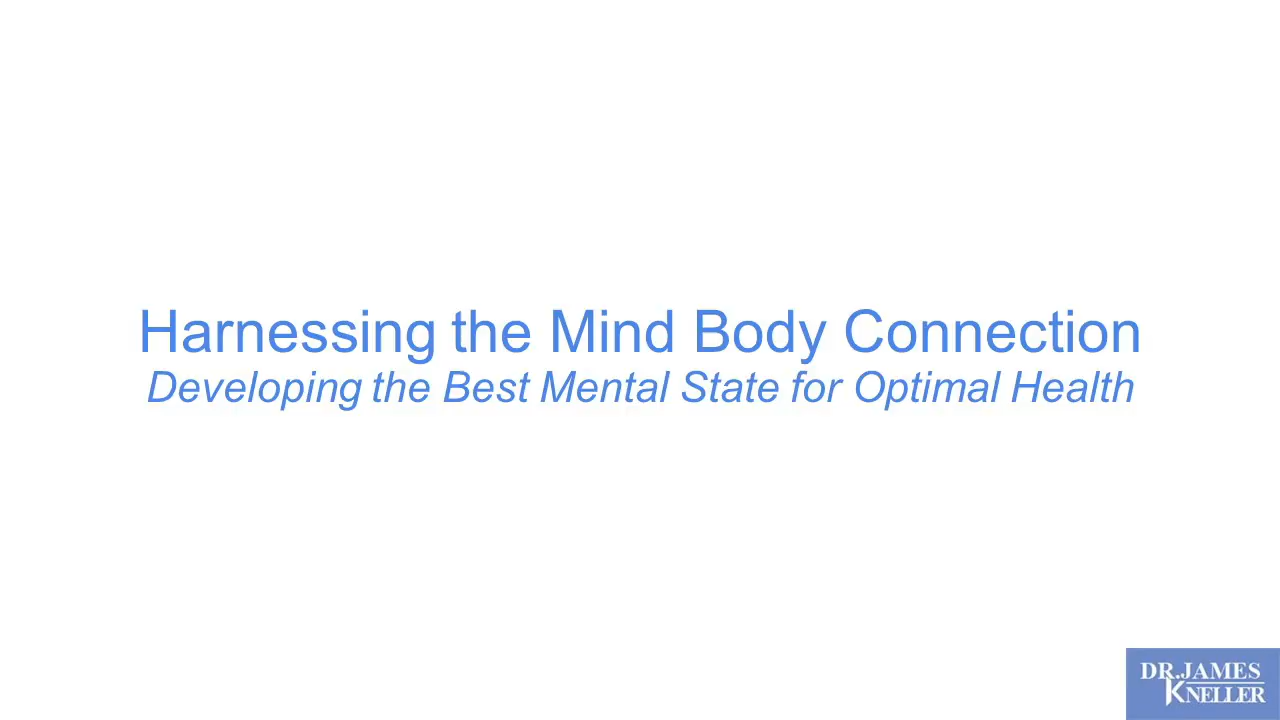 Harnessing the Mind Body Connection
Developing the Best Mental State for Optimal Health
DR.JAMES
KNELLER